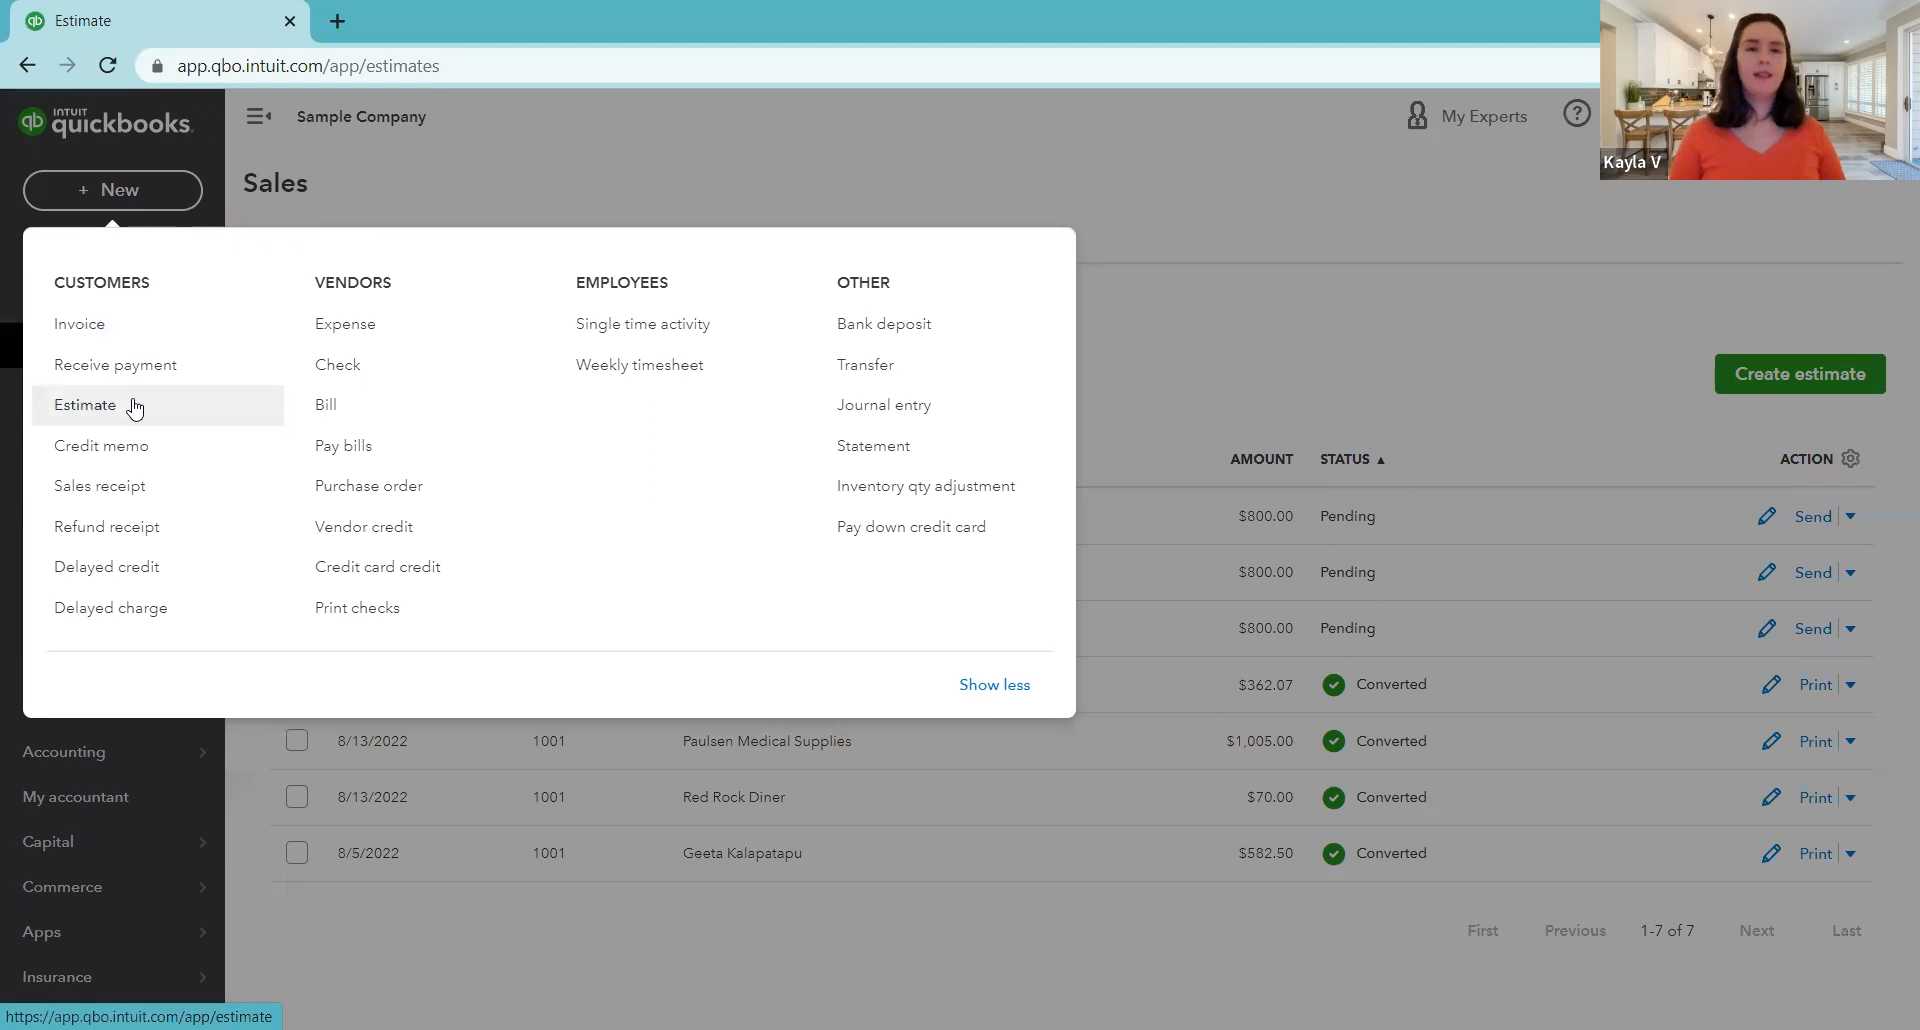 Estimate
app.qbo.intuit.com/app/estimates
INTUIT
quickbooks.
Sample Company
My Experts
Kayla V
+ New
Sales
CUSTOMERS
Invoice
Receive payment
Estimate
Credit memo
Sales receipt
Refund receipt
Delayed credit
Delayed charge
VENDORS
Expense
Check
Bill
Pay bills
Purchase order
Vendor credit
Credit card credit
Print checks
EMPLOYEES
Single time activity
Weekly timesheet
OTHER
Bank deposit
Transfer
Journal entry
Statement
Inventory qty adjustment
Pay down credit card
Show less
Create estimate
AMOUNT STATUS ▲ ACTION
$800.00 Pending Send
$800.00 Pending Send
$800.00 Pending Send
$362.07 Converted Print
8/13/2022 1001 Paulsen Medical Supplies $1,005.00 Converted Print
8/13/2022 1001 Red Rock Diner $70.00 Converted Print
8/5/2022 1001 Geeta Kalapatapu $582.50 Converted Print
First Previous 1-7 of 7 Next Last
Accounting
My accountant
Capital
Commerce
Apps
Insurance
https://app.qbo.intuit.com/app/estimate